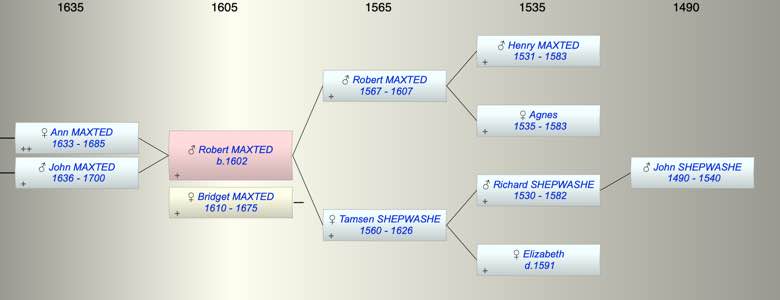 1635 1605 1565 1535 1490
♂ Henry MAXTED
1531 - 1583
+
♂ Robert MAXTED
1567 - 1607
+
♀ Agnes
1535 - 1583
+
♀ Ann MAXTED
1633 - 1685
++
♂ Robert MAXTED
b.1602
+
♂ John MAXTED
1636 - 1700
+
♂ John SHEPWASHE
1490 - 1540
♂ Richard SHEPWASHE
1530 - 1582
+
♀ Bridget MAXTED
1610 - 1675
+
♀ Tamsen SHEPWASHE
1560 - 1626
+
♀ Elizabeth
d.1591
+